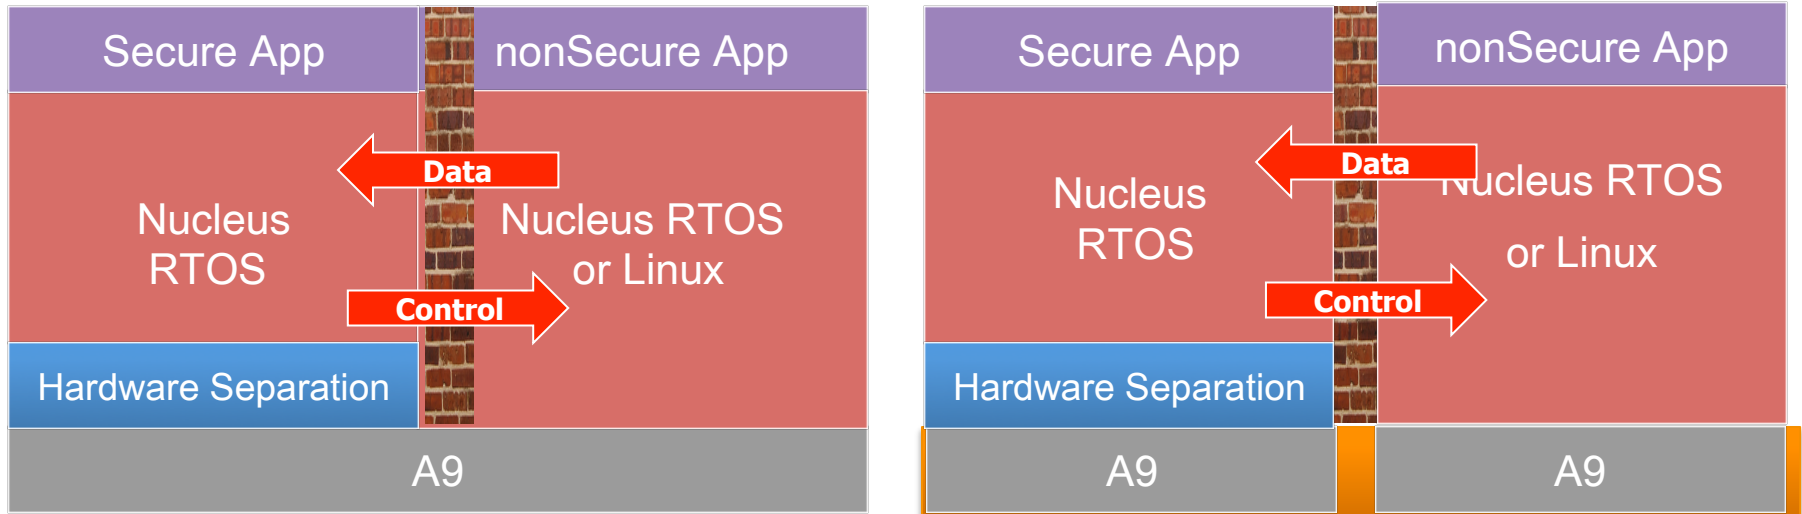 Secure App
nonSecure App
Data
Nucleus
RTOS
Nucleus RTOS
or Linux
Control
Hardware Separation
A9
Secure App
nonSecure App
Data
Nucleus
RTOS
Nucleus RTOS
or Linux
Control
Hardware Separation
A9
A9